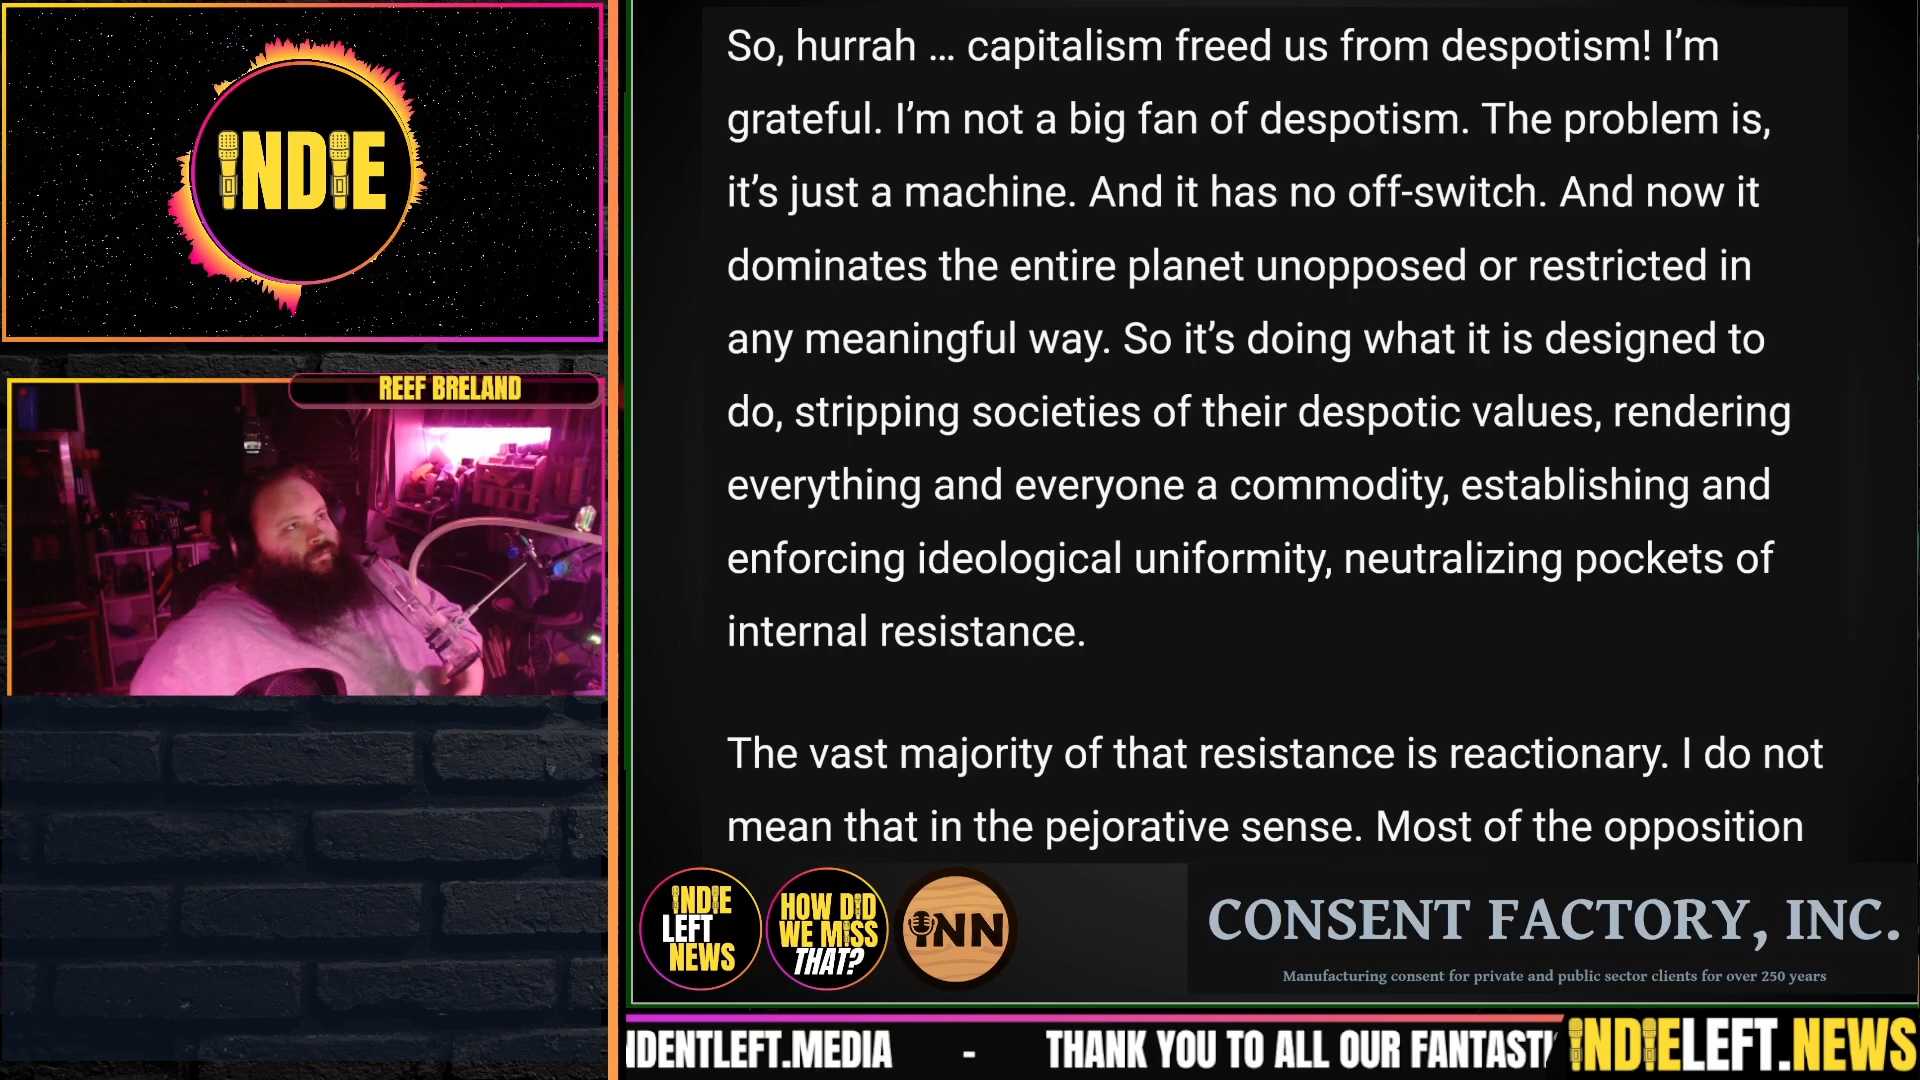 INDIE
REEF BRELAND
So, hurrah … capitalism freed us from despotism! I’m
grateful. I’m not a big fan of despotism. The problem is,
it’s just a machine. And it has no off-switch. And now it
dominates the entire planet unopposed or restricted in
any meaningful way. So it’s doing what it is designed to
do, stripping societies of their despotic values, rendering
everything and everyone a commodity, establishing and
enforcing ideological uniformity, neutralizing pockets of
internal resistance.
The vast majority of that resistance is reactionary. I do not
mean that in the pejorative sense. Most of the opposition
INDIE
LEFT
NEWS
HOW DID
WE MISS
THAT?
INN
CONSENT FACTORY, INC.
Manufacturing consent for private and public sector clients for over 250 years
NDENTLEFT.MEDIA - THANK YOU TO ALL OUR FANTASTI
INDIELEFT.NEWS